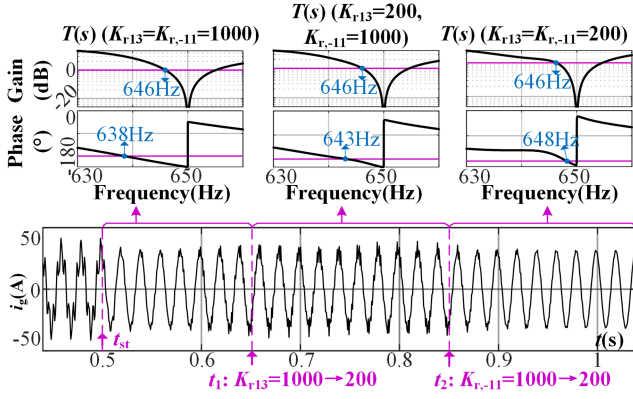 T(s) (Kr13=Kr,-11=1000)
T(s) (Kr13=200,
Kr,-11=1000)
T(s) (Kr13=Kr,-11=200)
Gain
(dB)
0
-20
646Hz
646Hz
646Hz
Phase
(°)
0
180
638Hz
643Hz
648Hz
630 650
630 650
630 650
Frequency(Hz)
Frequency(Hz)
Frequency(Hz)
ig(A)
50
0
-50
tst
t(s)
0.5 0.6 0.7 0.8 0.9 1
t1: Kr13=1000→200
t2: Kr,-11=1000→200